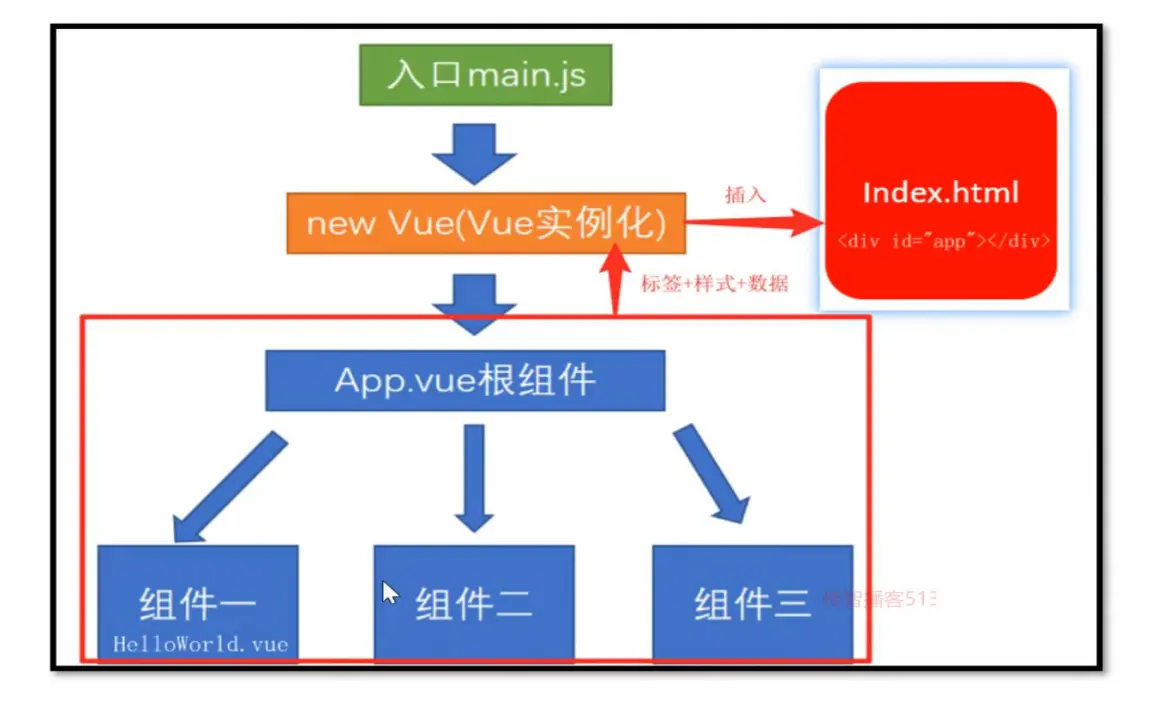 入口main.js
new Vue(Vue实例化)
插入
Index.html
<div id="app"></div>
标签+样式+数据
App.vue根组件
组件一
HelloWorld.vue
组件二
组件三
播客513